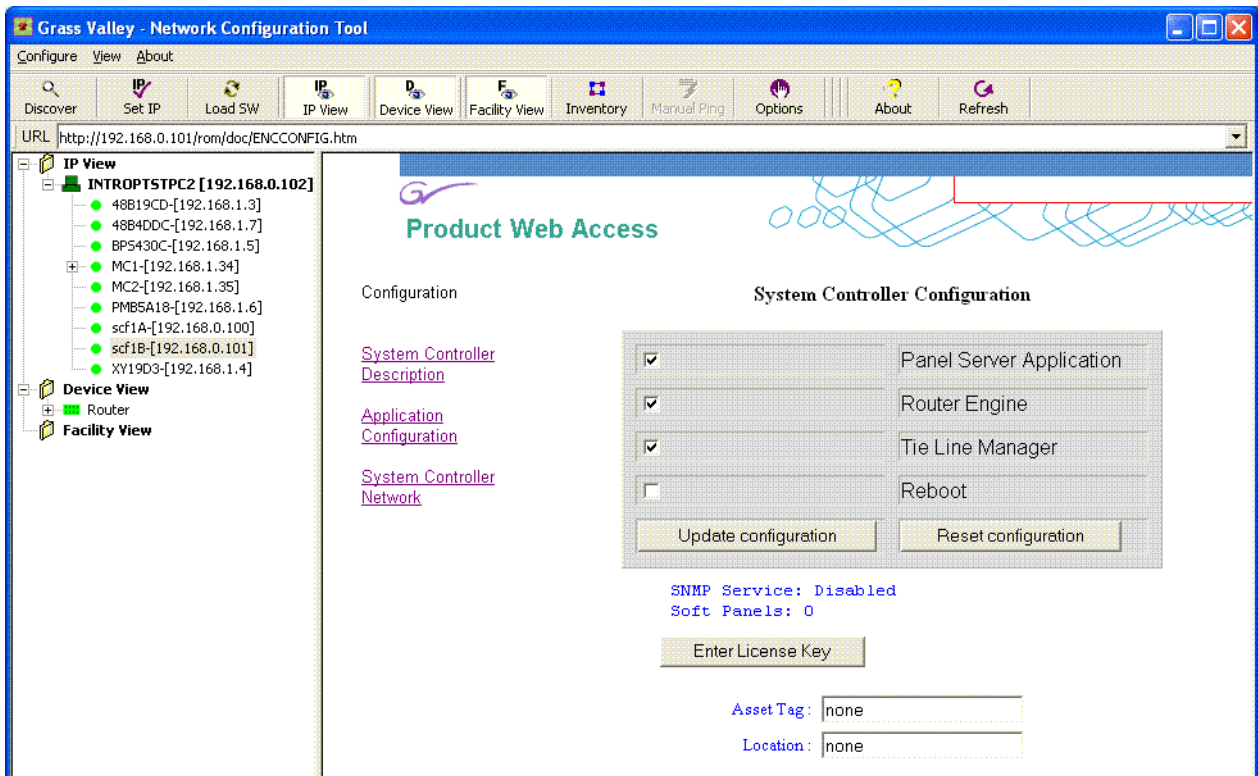 Grass Valley - Network Configuration Tool
Configure View About
Discover Set IP Load SW IP View Device View Facility View Inventory Manual Ping Options About Refresh
URL http://192.168.0.101/rom/doc/ENCCONFIG.htm
IP View
INTROPTSTPC2 [192.168.0.102]
48B19CD-[192.168.1.3]
48B4DDC-[192.168.1.7]
BPS430C-[192.168.1.5]
MC1-[192.168.1.34]
MC2-[192.168.1.35]
PMB5A18-[192.168.1.6]
scf1A-[192.168.0.100]
scf1B-[192.168.0.101]
XY19D3-[192.168.1.4]
Device View
Router
Facility View
Product Web Access
Configuration
System Controller
Description
Application
Configuration
System Controller
Network
System Controller Configuration
Panel Server Application
Router Engine
Tie Line Manager
Reboot
Update configuration Reset configuration
SNMP Service: Disabled
Soft Panels: 0
Enter License Key
Asset Tag : none
Location : none